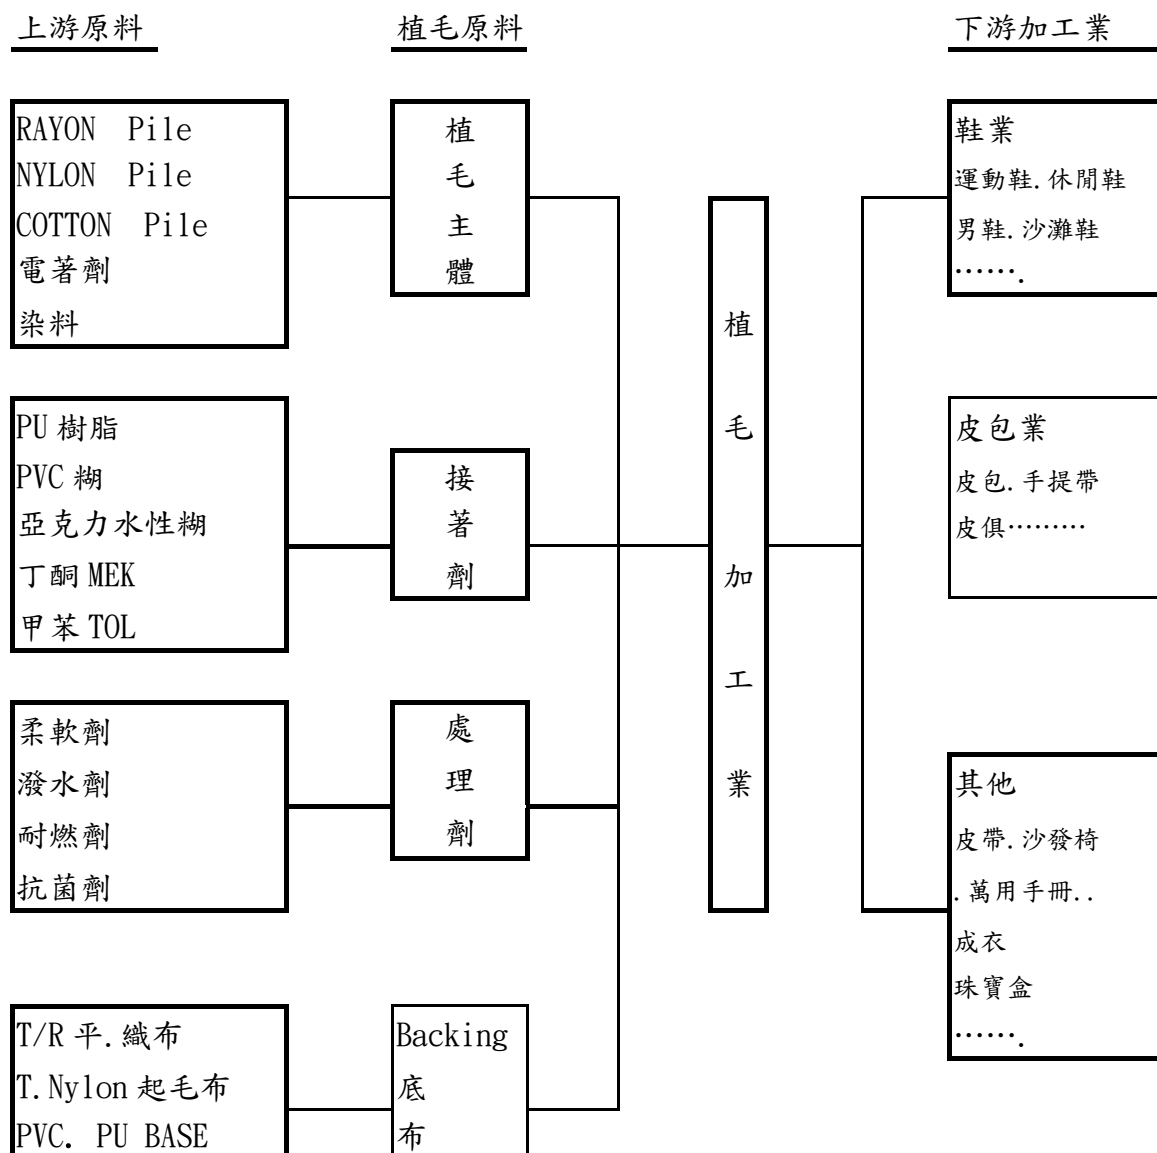 上游原料
植毛原料
下游加工業
RAYON Pile
NYLON Pile
COTTON Pile
電著劑
染料
植
毛
主
體
PU 樹脂
PVC 糊
亞克力水性糊
丁酮 MEK
甲苯 TOL
接
著
劑
柔軟劑
潑水劑
耐燃劑
抗菌劑
處
理
劑
T/R 平.織布
T.Nylon 起毛布
PVC. PU BASE
Backing
底
布
植
毛
加
工
業
鞋業
運動鞋.休閒鞋
男鞋.沙灘鞋
…….
皮包業
皮包.手提帶
皮俱………
其他
皮帶.沙發椅
.萬用手冊..
成衣
珠寶盒
…….